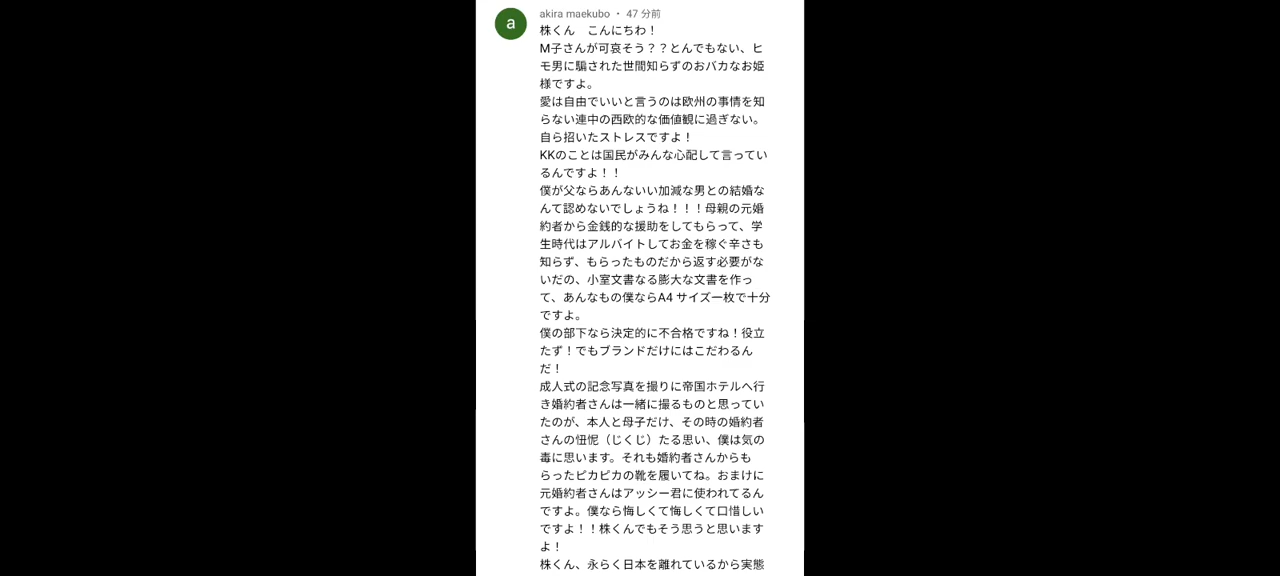 a
akira maekubo ・ 47 分前
株くん　こんにちわ！
M子さんが可哀そう？？とんでもない、ヒ
モ男に騙された世間知らずのおバカなお姫
様ですよ。
愛は自由でいいと言うのは欧州の事情を知
らない連中の西欧的な価値観に過ぎない。
自ら招いたストレスですよ！
KKのことは国民がみんな心配して言ってい
るんですよ！！
僕が父ならあんないい加減な男との結婚な
んて認めないでしょうね！！！母親の元婚
約者から金銭的な援助をしてもらって、学
生時代はアルバイトしてお金を稼ぐ辛さも
知らず、もらったものだから返す必要がな
いだの、小室文書なる膨大な文書を作っ
て、あんなもの僕ならA4 サイズ一枚で十分
ですよ。
僕の部下なら決定的に不合格ですね！役立
たず！でもブランドだけにはこだわるん
だ！
成人式の記念写真を撮りに帝国ホテルへ行
き婚約者さんは一緒に撮るものと思ってい
たのが、本人と母子だけ、その時の婚約者
さんの忸怩（じくじ）たる思い、僕は気の
毒に思います。それも婚約者さんからも
らったピカピカの靴を履いてね。おまけに
元婚約者さんはアッシー君に使われてるん
ですよ。僕なら悔しくて悔しくて口惜しい
ですよ！！株くんでもそう思うと思います
よ！
株くん、永らく日本を離れているから実態